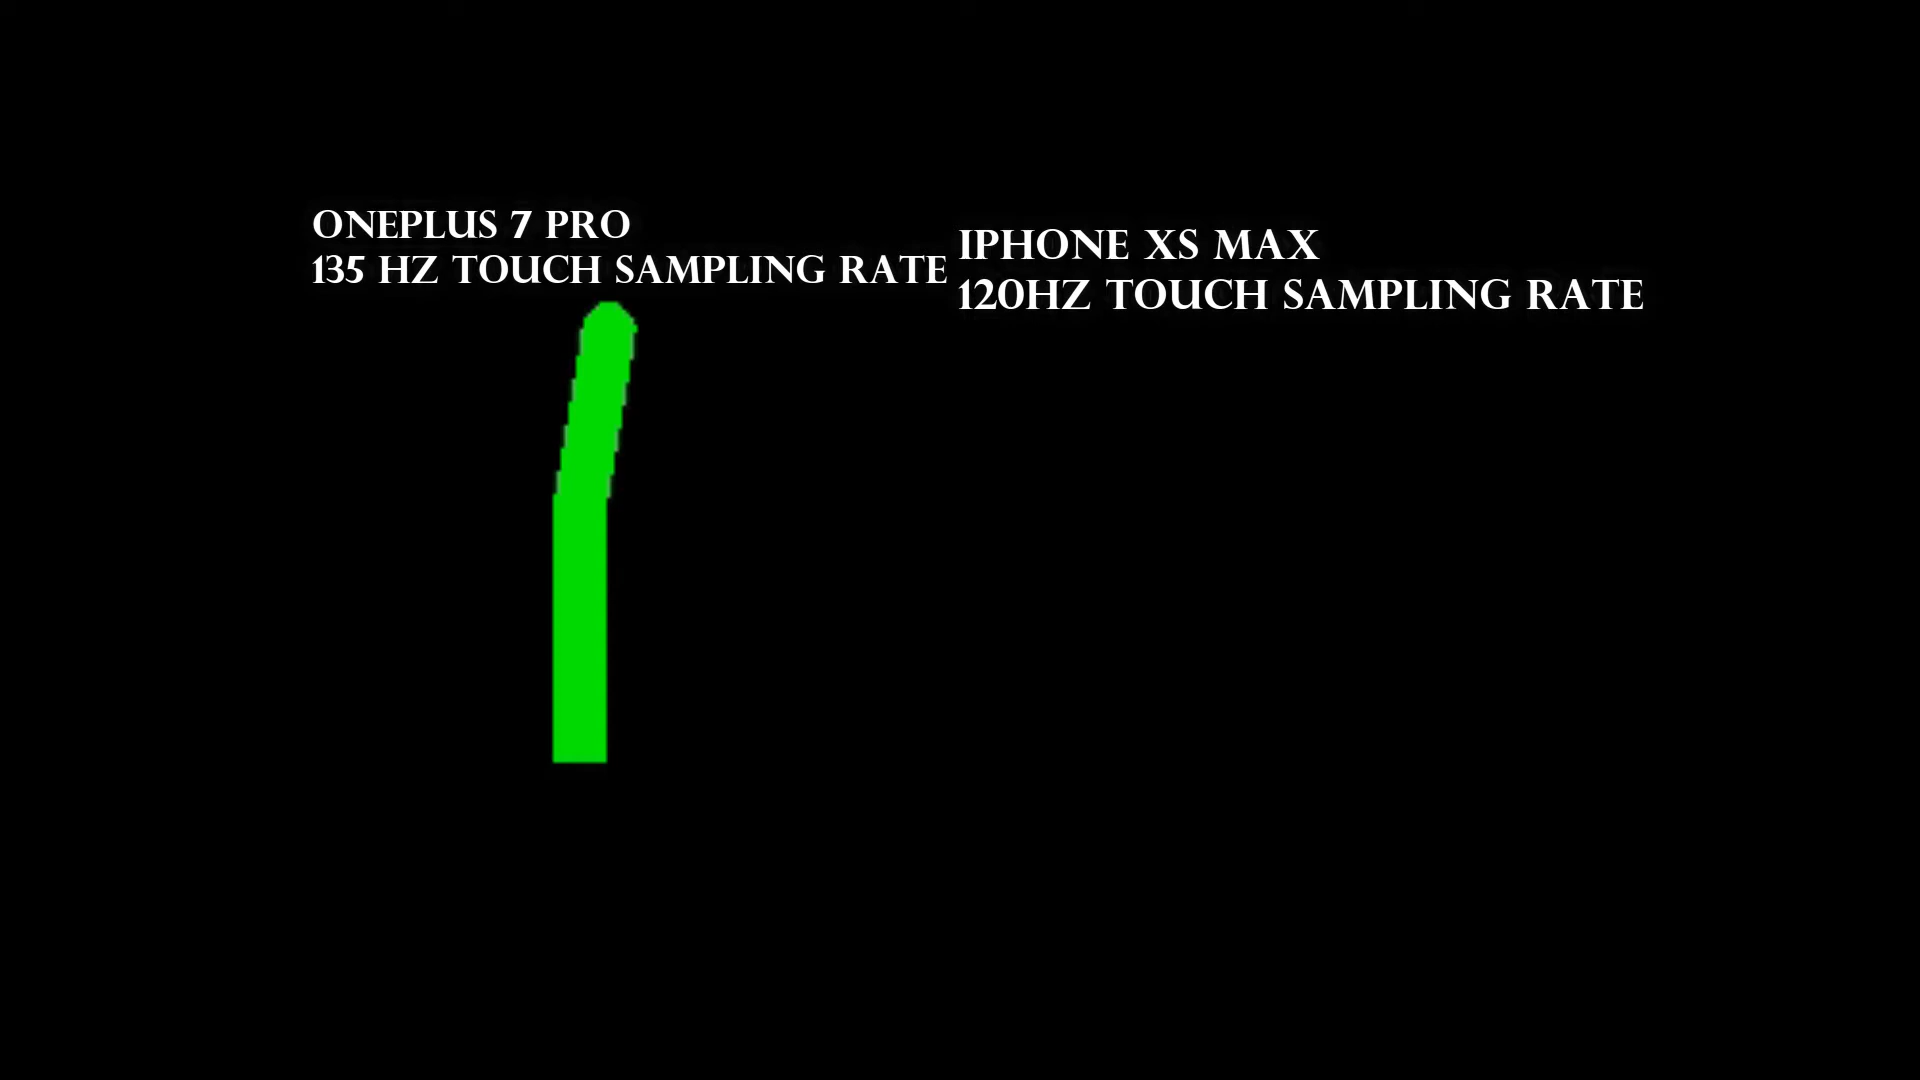 ONEPLUS 7 PRO
135 HZ TOUCH SAMPLING RATE
IPHONE XS MAX
120HZ TOUCH SAMPLING RATE